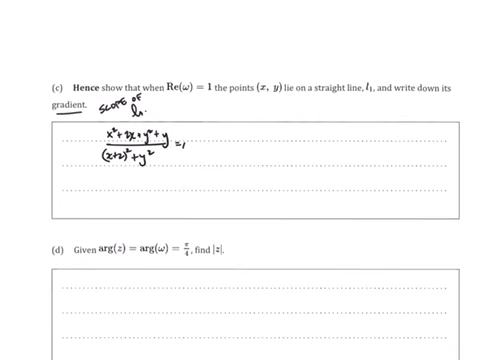 (c) Hence show that when Re(ω) = 1 the points (x, y) lie on a straight line, l₁, and write down its
gradient. slope of
l₁.
x² + 2x + y² + y
(x+2)² + y² = 1
(d) Given arg(z) = arg(ω) = π/4, find |z|.